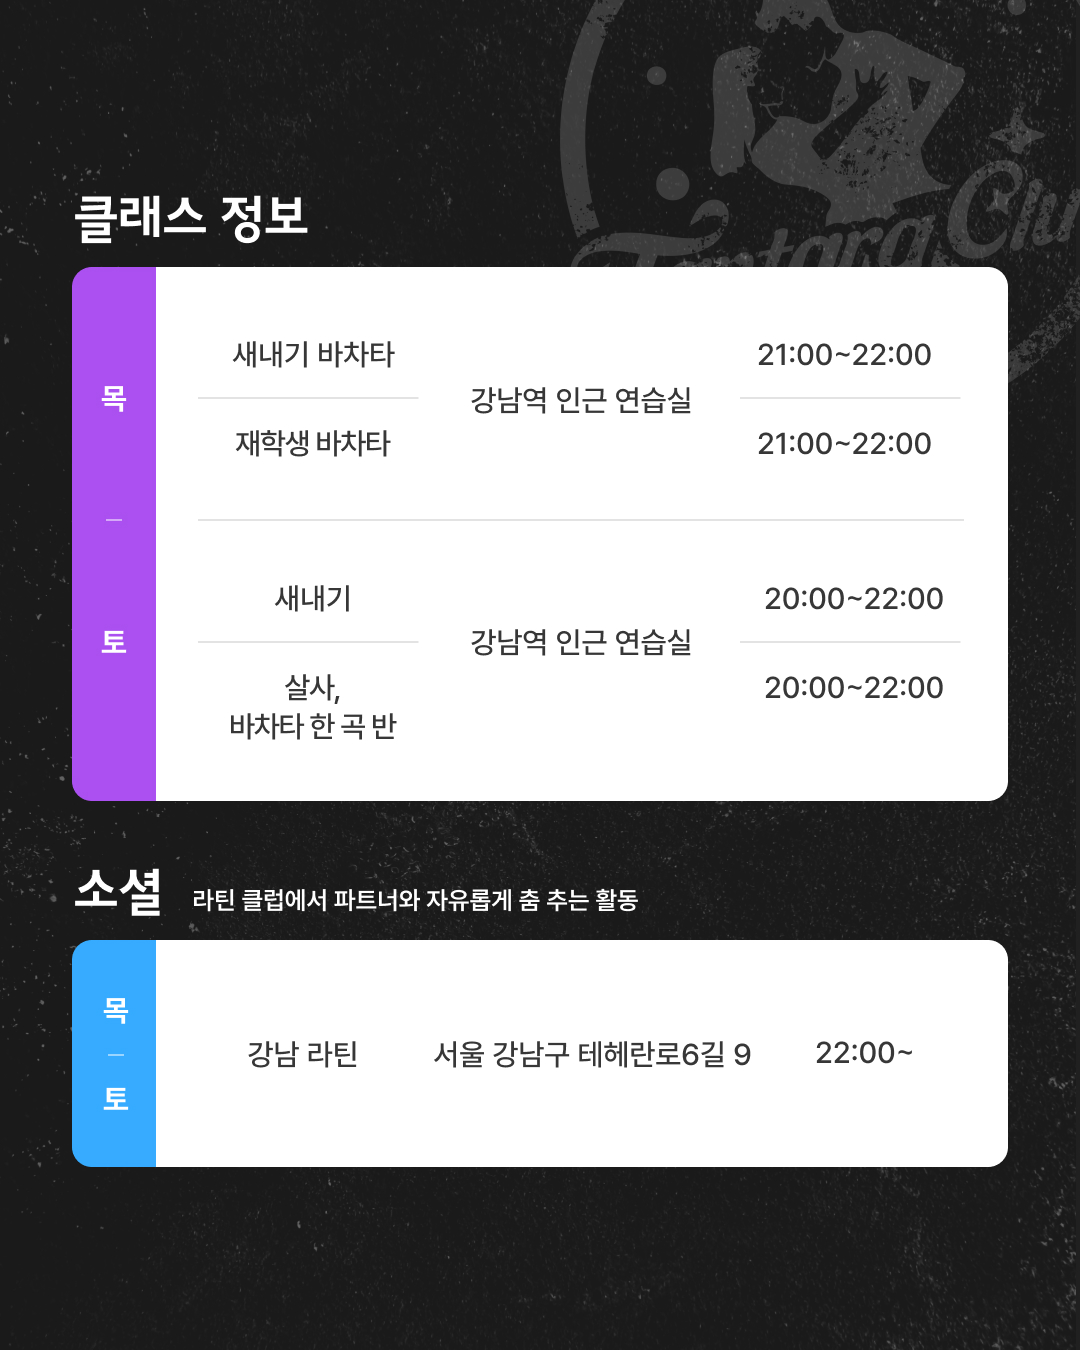 Tantara Clu
클래스 정보
목
새내기 바차타
강남역 인근 연습실
21:00~22:00
재학생 바차타
21:00~22:00
토
새내기
강남역 인근 연습실
20:00~22:00
살사,
바차타 한 곡 반
20:00~22:00
소셜 라틴 클럽에서 파트너와 자유롭게 춤 추는 활동
목
토
강남 라틴 서울 강남구 테헤란로6길 9 22:00~